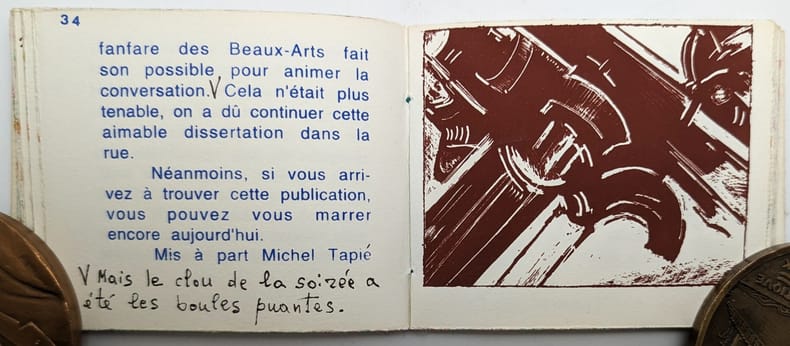 34
fanfare des Beaux-Arts fait
son possible pour animer la
conversation.V Cela n'était plus
tenable, on a dû continuer cette
aimable dissertation dans la
rue.
Néanmoins, si vous arri-
vez à trouver cette publication,
vous pouvez vous marrer
encore aujourd'hui.
Mis à part Michel Tapié
V Mais le clou de la soirée a
été les boules puantes.